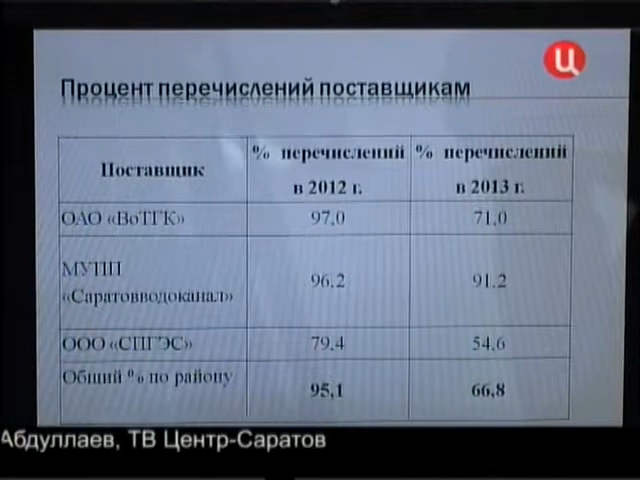 Ц
Процент перечислений поставщикам
Поставщик
% перечислений
в 2012 г.
% перечислений
в 2013 г.
ОАО «ВоТГК» 97,0 71,0
МУПП
«Саратовводоканал» 96,2 91,2
ООО «СПГЭС» 79,4 54,6
Общий % по району 95,1 66,8
Абдуллаев, ТВ Центр-Саратов